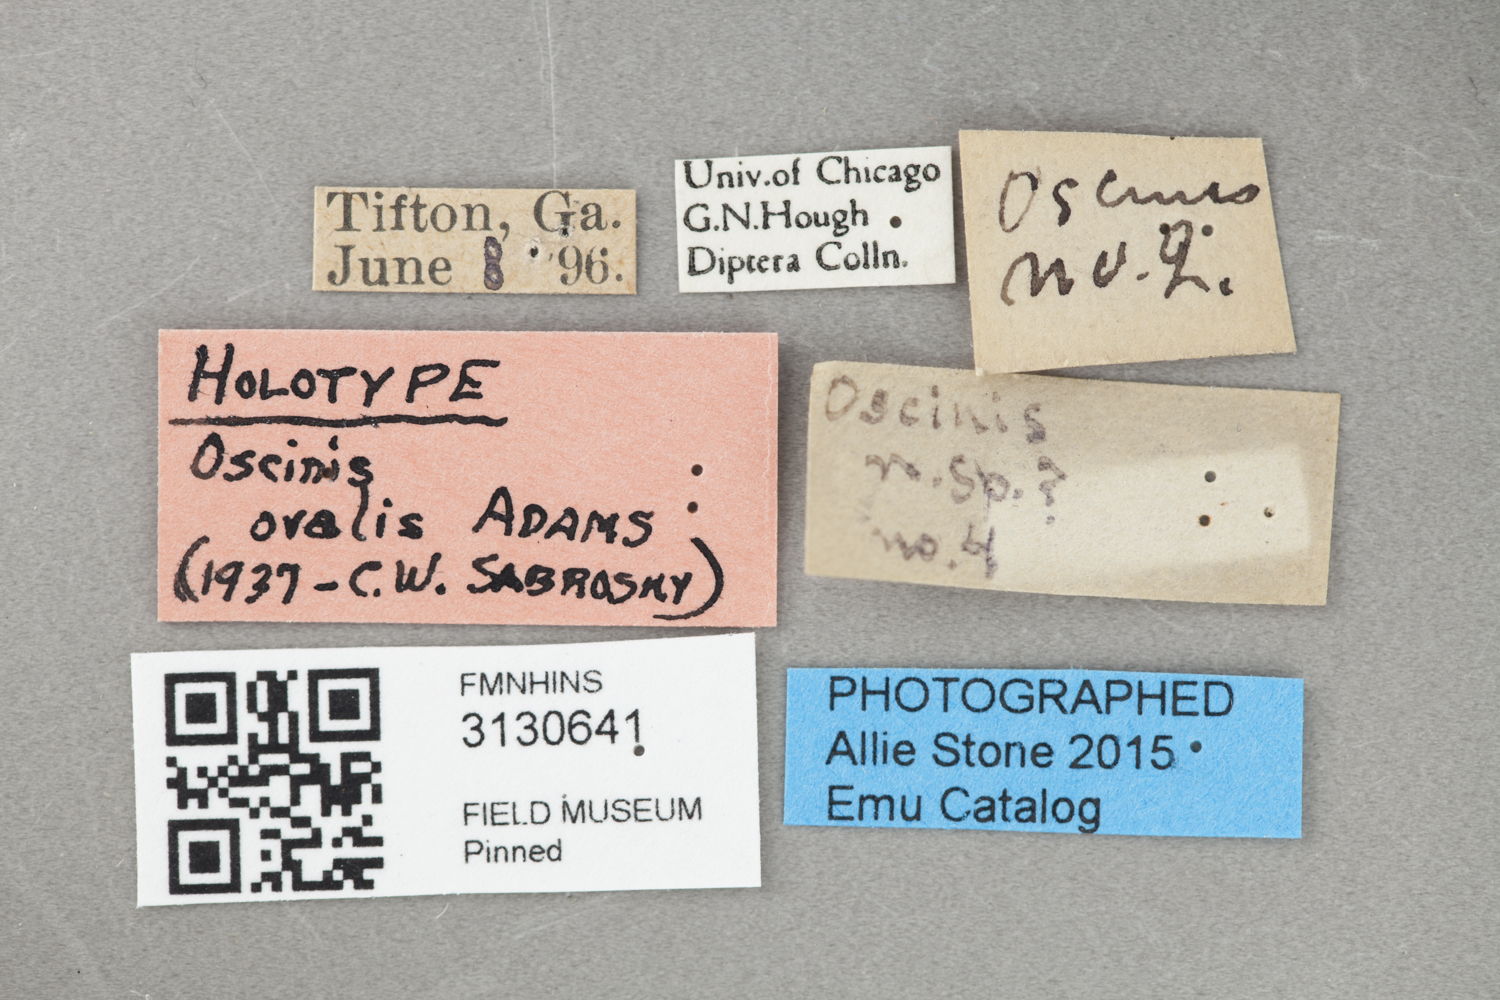 Tifton, Ga.
June 8 '96.
Univ.of Chicago
G.N.Hough
Diptera Colln.
Oscinis
HOLOTYPE
Oscinis
ovalis ADAMS
(1937-C.W. SABROSKY)
Oscinis
n.sp.?
no.4
FMNHINS
3130641
FIELD MUSEUM
Pinned
PHOTOGRAPHED
Allie Stone 2015
Emu Catalog